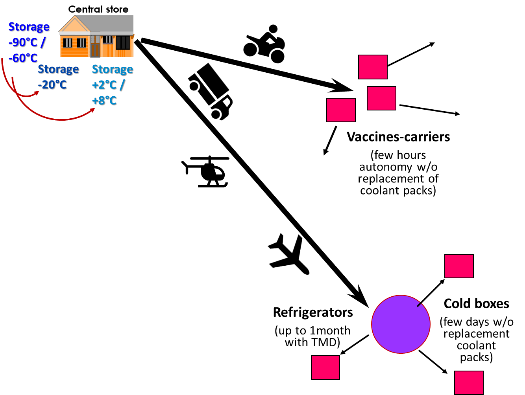 Central store
Storage
-90°C /
-60°C
Storage
-20°C
Storage
+2°C /
+8°C
Vaccines-carriers
(few hours
autonomy w/o
replacement of
coolant packs)
Refrigerators
(up to 1month
with TMD)
Cold boxes
(few days w/o
replacement
coolant
packs)